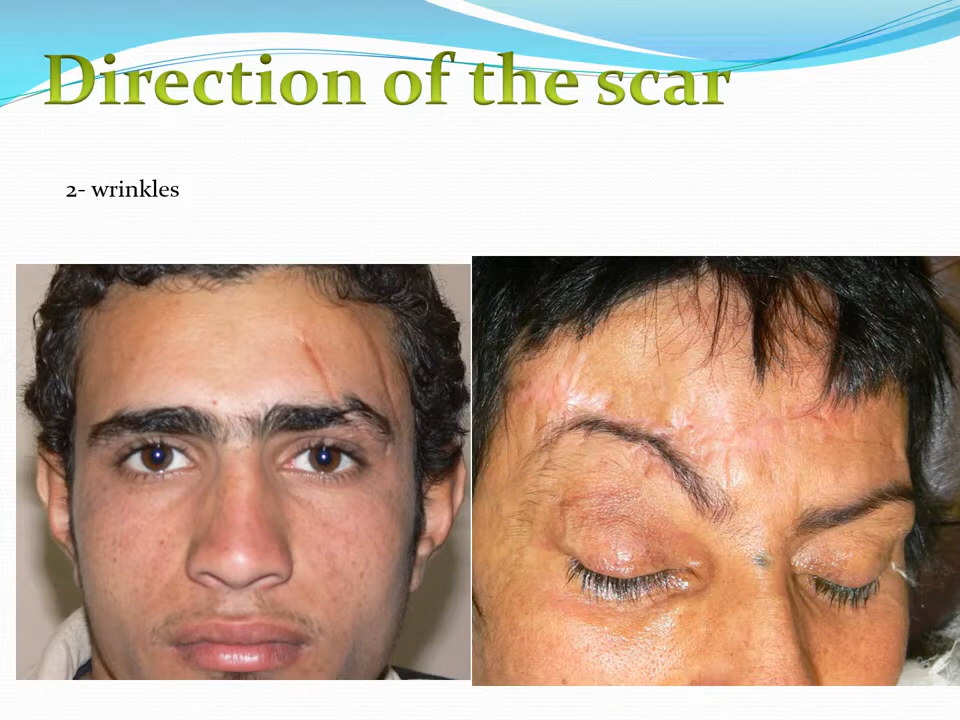 Direction of the scar
2- wrinkles